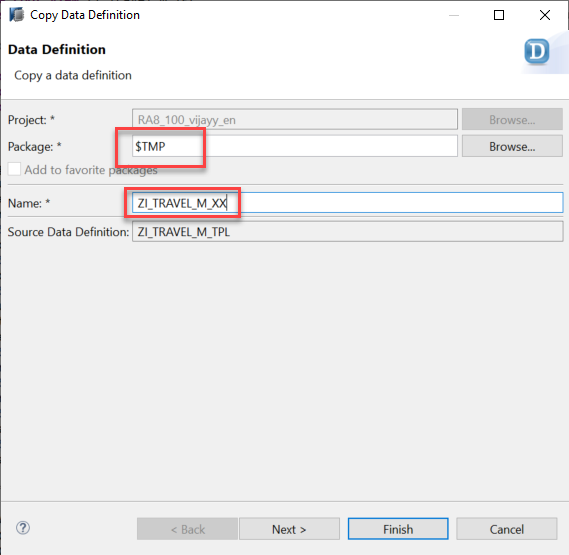 Copy Data Definition
Data Definition
Copy a data definition
D
Project: * RA8_100_vijayy_en Browse...
Package: * $TMP Browse...
Add to favorite packages
Name: * ZI_TRAVEL_M_XX
Source Data Definition: ZI_TRAVEL_M_TPL
? < Back Next > Finish Cancel